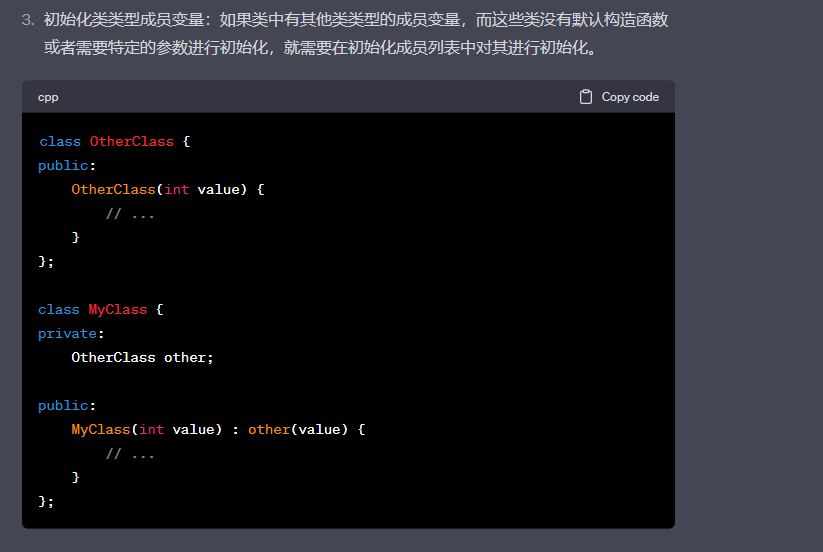 3. 初始化类类型成员变量：如果类中有其他类类型的成员变量，而这些类没有默认构造函数
或者需要特定的参数进行初始化，就需要在初始化成员列表中对其进行初始化。
cpp Copy code
class OtherClass {
public:
    OtherClass(int value) {
        // ...
    }
};

class MyClass {
private:
    OtherClass other;

public:
    MyClass(int value) : other(value) {
        // ...
    }
};